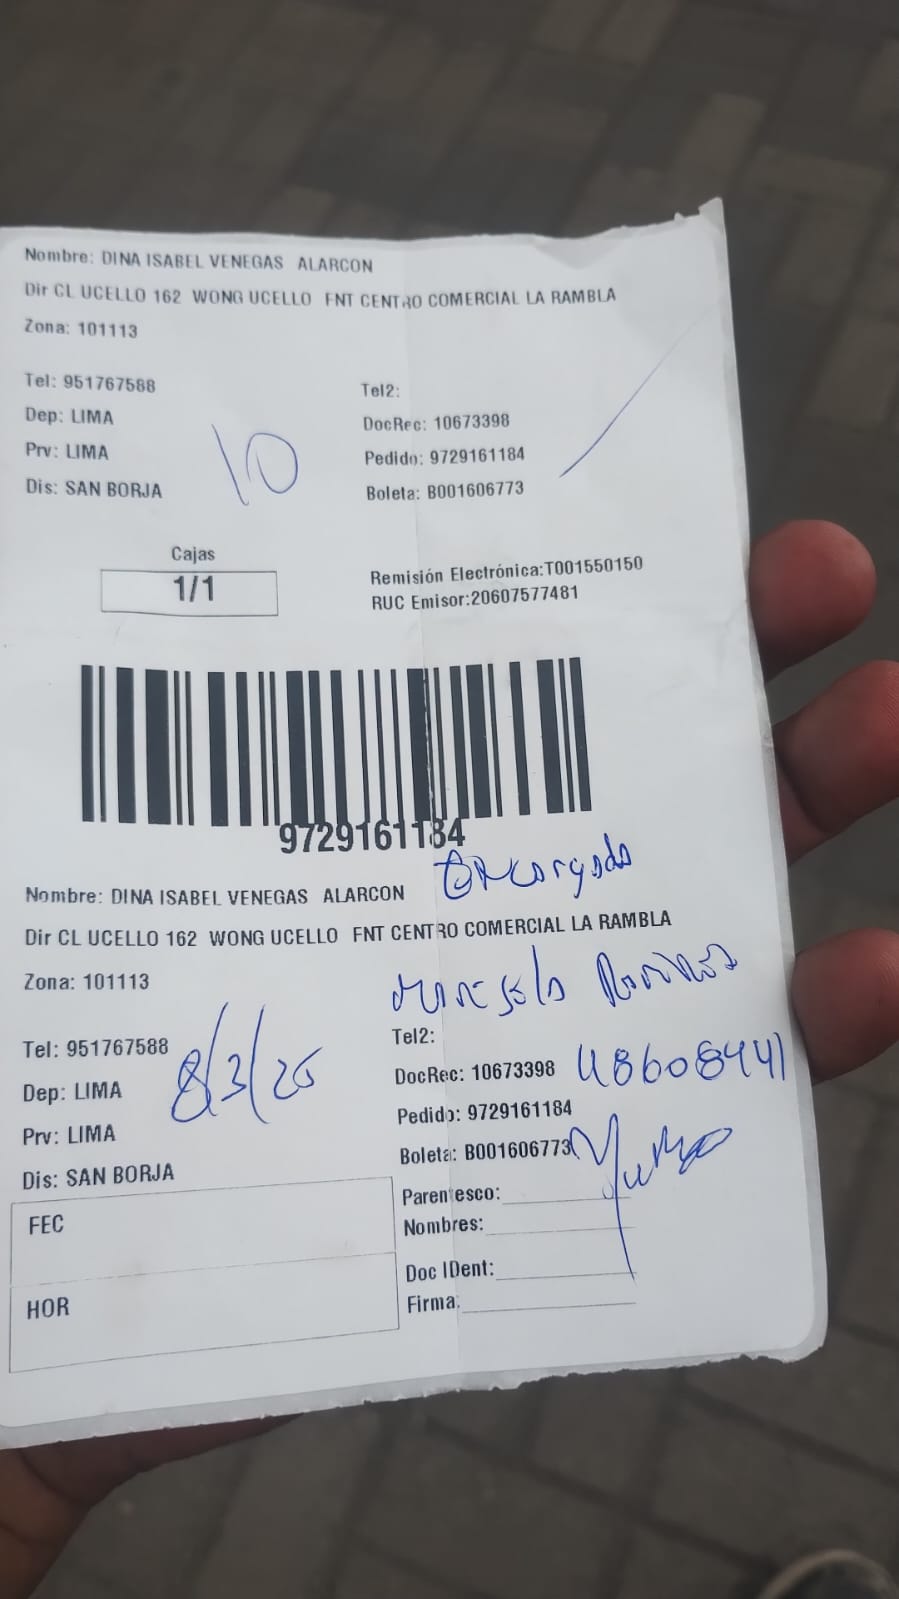 Nombre: DINA ISABEL VENEGAS ALARCON
Dir CL UCELLO 162 WONG UCELLO FNT CENTRO COMERCIAL LA RAMBLA
Zona: 101113
Tel: 951767588
Tel2:
Dep: LIMA
DocRec: 10673398
Prv: LIMA
Pedido: 9729161184
Dis: SAN BORJA
Boleta: B001606773
10
Cajas
1/1
Remisión Electrónica:T001550150
RUC Emisor:20607577481
9729161184
Encargado
Nombre: DINA ISABEL VENEGAS ALARCON
Dir CL UCELLO 162 WONG UCELLO FNT CENTRO COMERCIAL LA RAMBLA
Zona: 101113
Tel2:
Tel: 951767588
8/3/25
DocRec: 10673398
48608441
Dep: LIMA
Pedido: 9729161184
Prv: LIMA
Boleta: B001606773
Dis: SAN BORJA
Parentesco:
FEC
Nombres:
Doc IDent:
HOR
Firma: